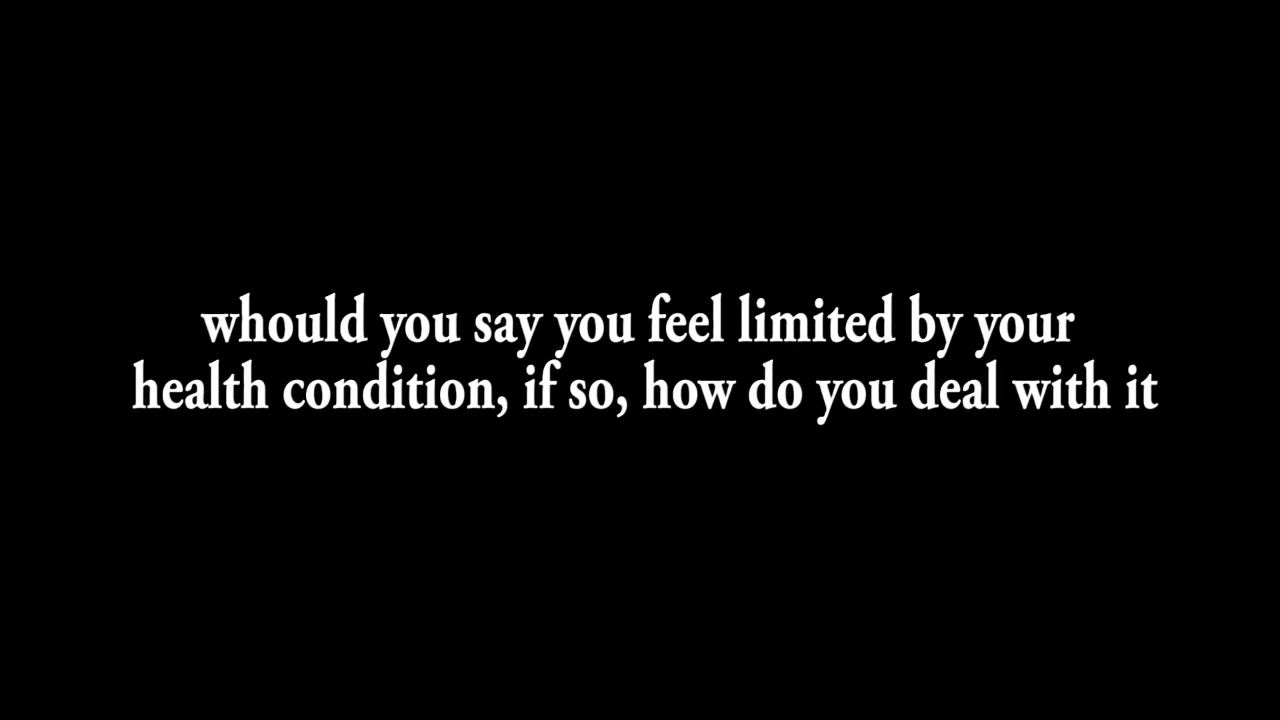 whould you say you feel limited by your
health condition, if so, how do you deal with it